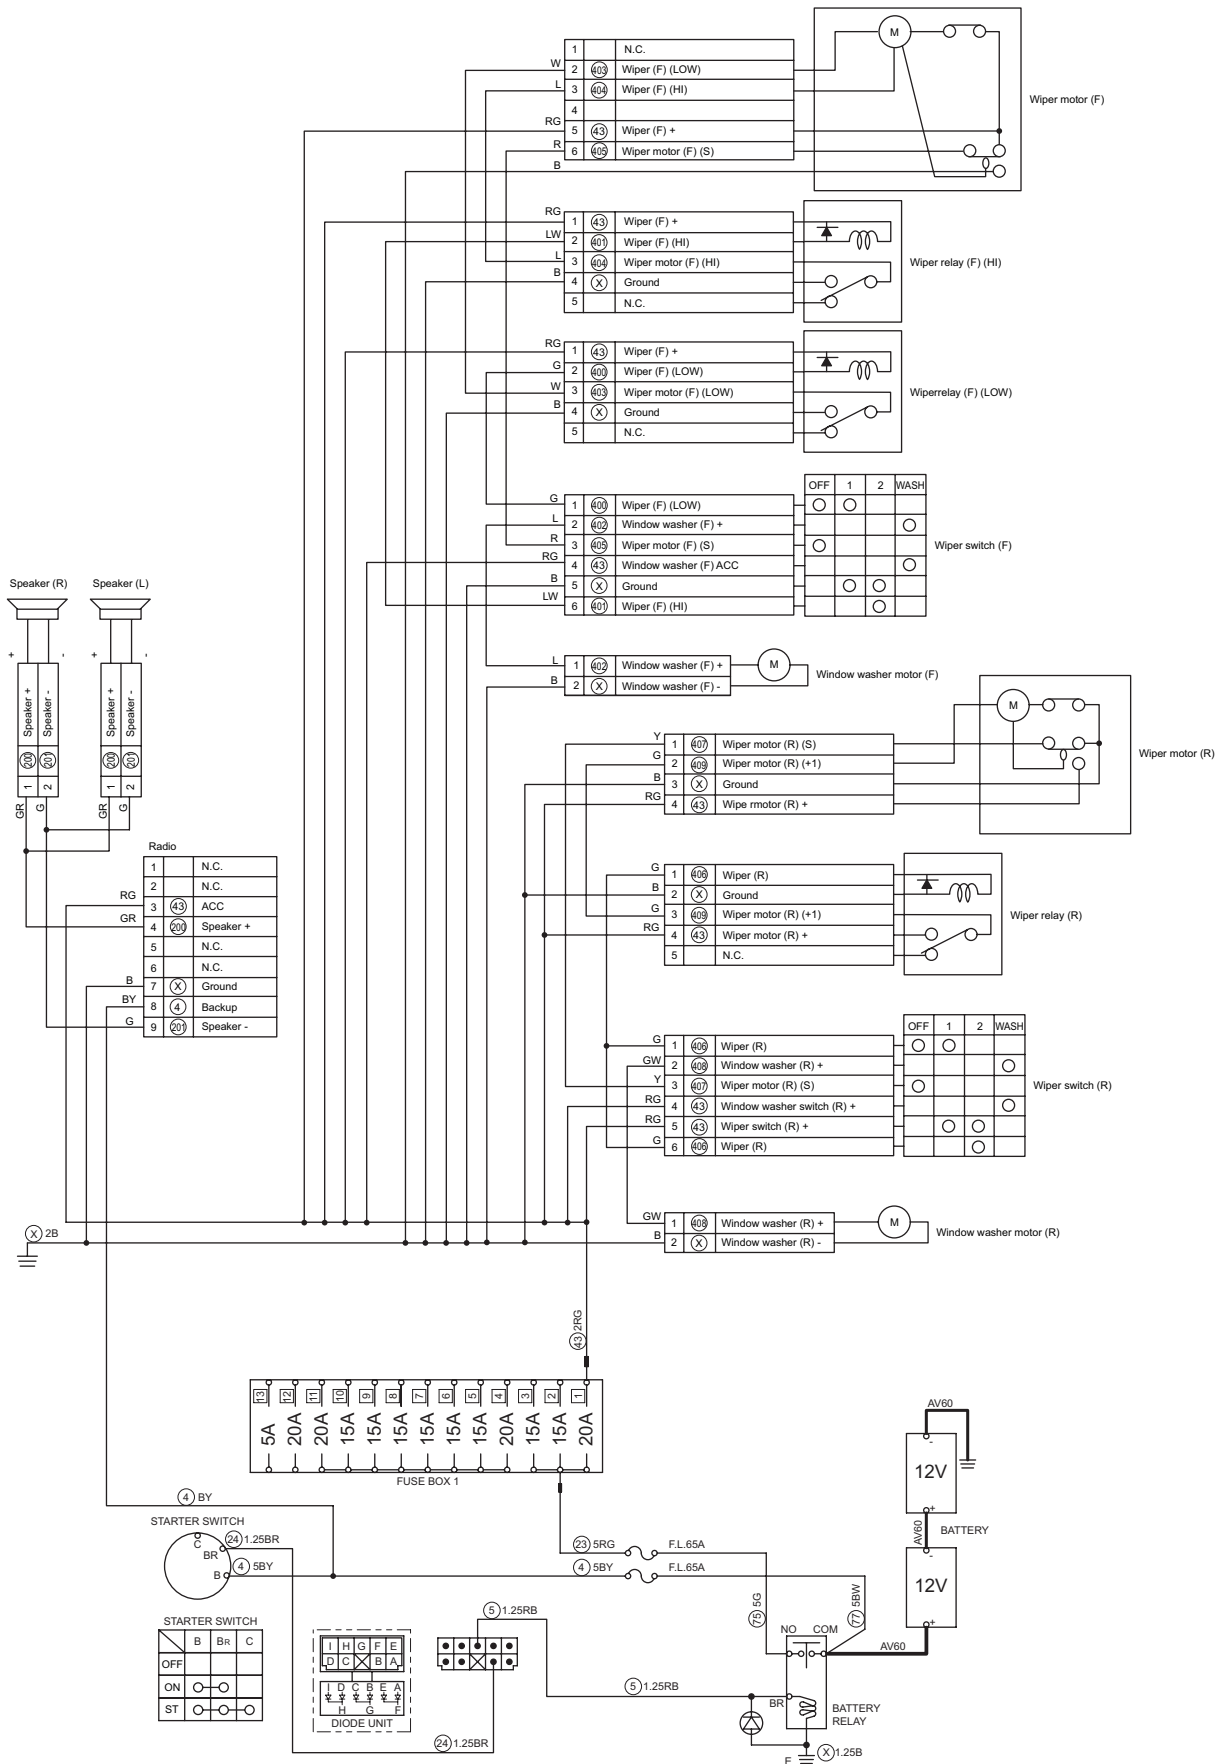 1 N.C.
W 2 403 Wiper (F) (LOW)
L 3 404 Wiper (F) (HI)
4
RG 5 43 Wiper (F) +
R 6 405 Wiper motor (F) (S)
B
M
Wiper motor (F)
RG 1 43 Wiper (F) +
LW 2 401 Wiper (F) (HI)
L 3 404 Wiper motor (F) (HI)
B 4 X Ground
5 N.C.
Wiper relay (F) (HI)
RG 1 43 Wiper (F) +
G 2 400 Wiper (F) (LOW)
W 3 403 Wiper motor (F) (LOW)
B 4 X Ground
5 N.C.
Wiperrelay (F) (LOW)
OFF 1 2 WASH
G 1 400 Wiper (F) (LOW)
L 2 402 Window washer (F) +
R 3 405 Wiper motor (F) (S)
RG 4 43 Window washer (F) ACC
B 5 X Ground
LW 6 401 Wiper (F) (HI)
Wiper switch (F)
L 1 402 Window washer (F) +
B 2 X Window washer (F) -
M
Window washer motor (F)
Speaker (R) Speaker (L)
+ - + -
Speaker + Speaker - Speaker + Speaker -
200 201 200 201
1 2 1 2
GR G GR G
Y 1 407 Wiper motor (R) (S)
G 2 409 Wiper motor (R) (+1)
B 3 X Ground
RG 4 43 Wipe rmotor (R) +
M
Wiper motor (R)
Radio
1 N.C.
2 N.C.
RG 3 43 ACC
GR 4 200 Speaker +
5 N.C.
6 N.C.
B 7 X Ground
BY 8 4 Backup
G 9 201 Speaker -
G 1 406 Wiper (R)
B 2 X Ground
G 3 409 Wiper motor (R) (+1)
RG 4 43 Wiper motor (R) +
5 N.C.
Wiper relay (R)
OFF 1 2 WASH
G 1 406 Wiper (R)
GW 2 408 Window washer (R) +
Y 3 407 Wiper motor (R) (S)
RG 4 43 Window washer switch (R) +
RG 5 43 Wiper switch (R) +
G 6 406 Wiper (R)
Wiper switch (R)
GW 1 408 Window washer (R) +
B 2 X Window washer (R) -
M
Window washer motor (R)
X 2B
43 2RG
13 12 11 10 9 8 7 6 5 4 3 2 1
5A 20A 20A 15A 15A 15A 15A 15A 15A 20A 15A 15A 20A
FUSE BOX 1
AV60
-
12V
+
AV60 BATTERY
-
12V
+
AV60
4 BY
STARTER SWITCH
C
BR
B
24 1.25BR
4 5BY
23 5RG F.L.65A
4 5BY F.L.65A
75 5G
77 5BW
NO COM
BR
BATTERY
RELAY
5 1.25RB
5 1.25RB
24 1.25BR
E X 1.25B
STARTER SWITCH
B BR C
OFF
ON
ST
I H G F E
D C B A
I D C B E A
H G F
DIODE UNIT